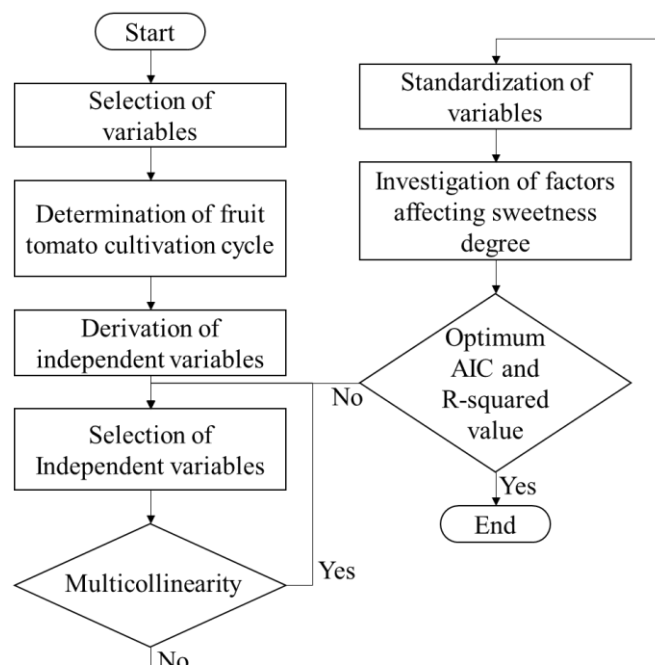 Start
Selection of
variables
Determination of fruit
tomato cultivation cycle
Derivation of
independent variables
Selection of
Independent variables
Multicollinearity
Yes
No
Standardization of
variables
Investigation of factors
affecting sweetness
degree
Optimum
AIC and
R-squared
value
No
Yes
End